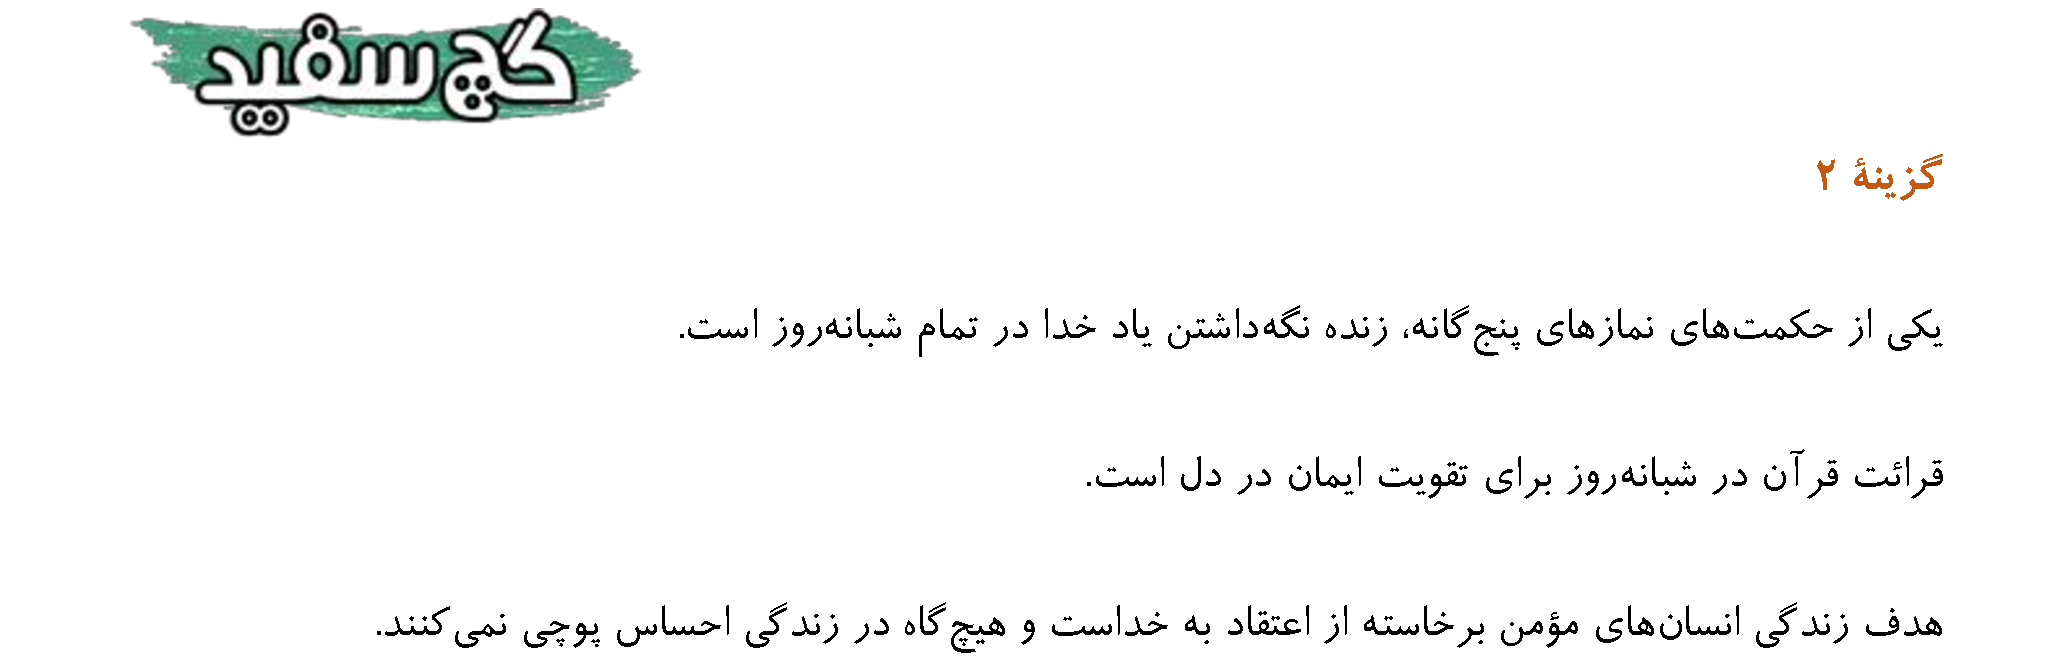 گچ سفید
گزینهٔ ۲
یکی از حکمت‌های نمازهای پنج‌گانه، زنده نگه‌داشتن یاد خدا در تمام شبانه‌روز است.
قرائت قرآن در شبانه‌روز برای تقویت ایمان در دل است.
هدف زندگی انسان‌های مؤمن برخاسته از اعتقاد به خداست و هیچ‌گاه در زندگی احساس پوچی نمی‌کنند.